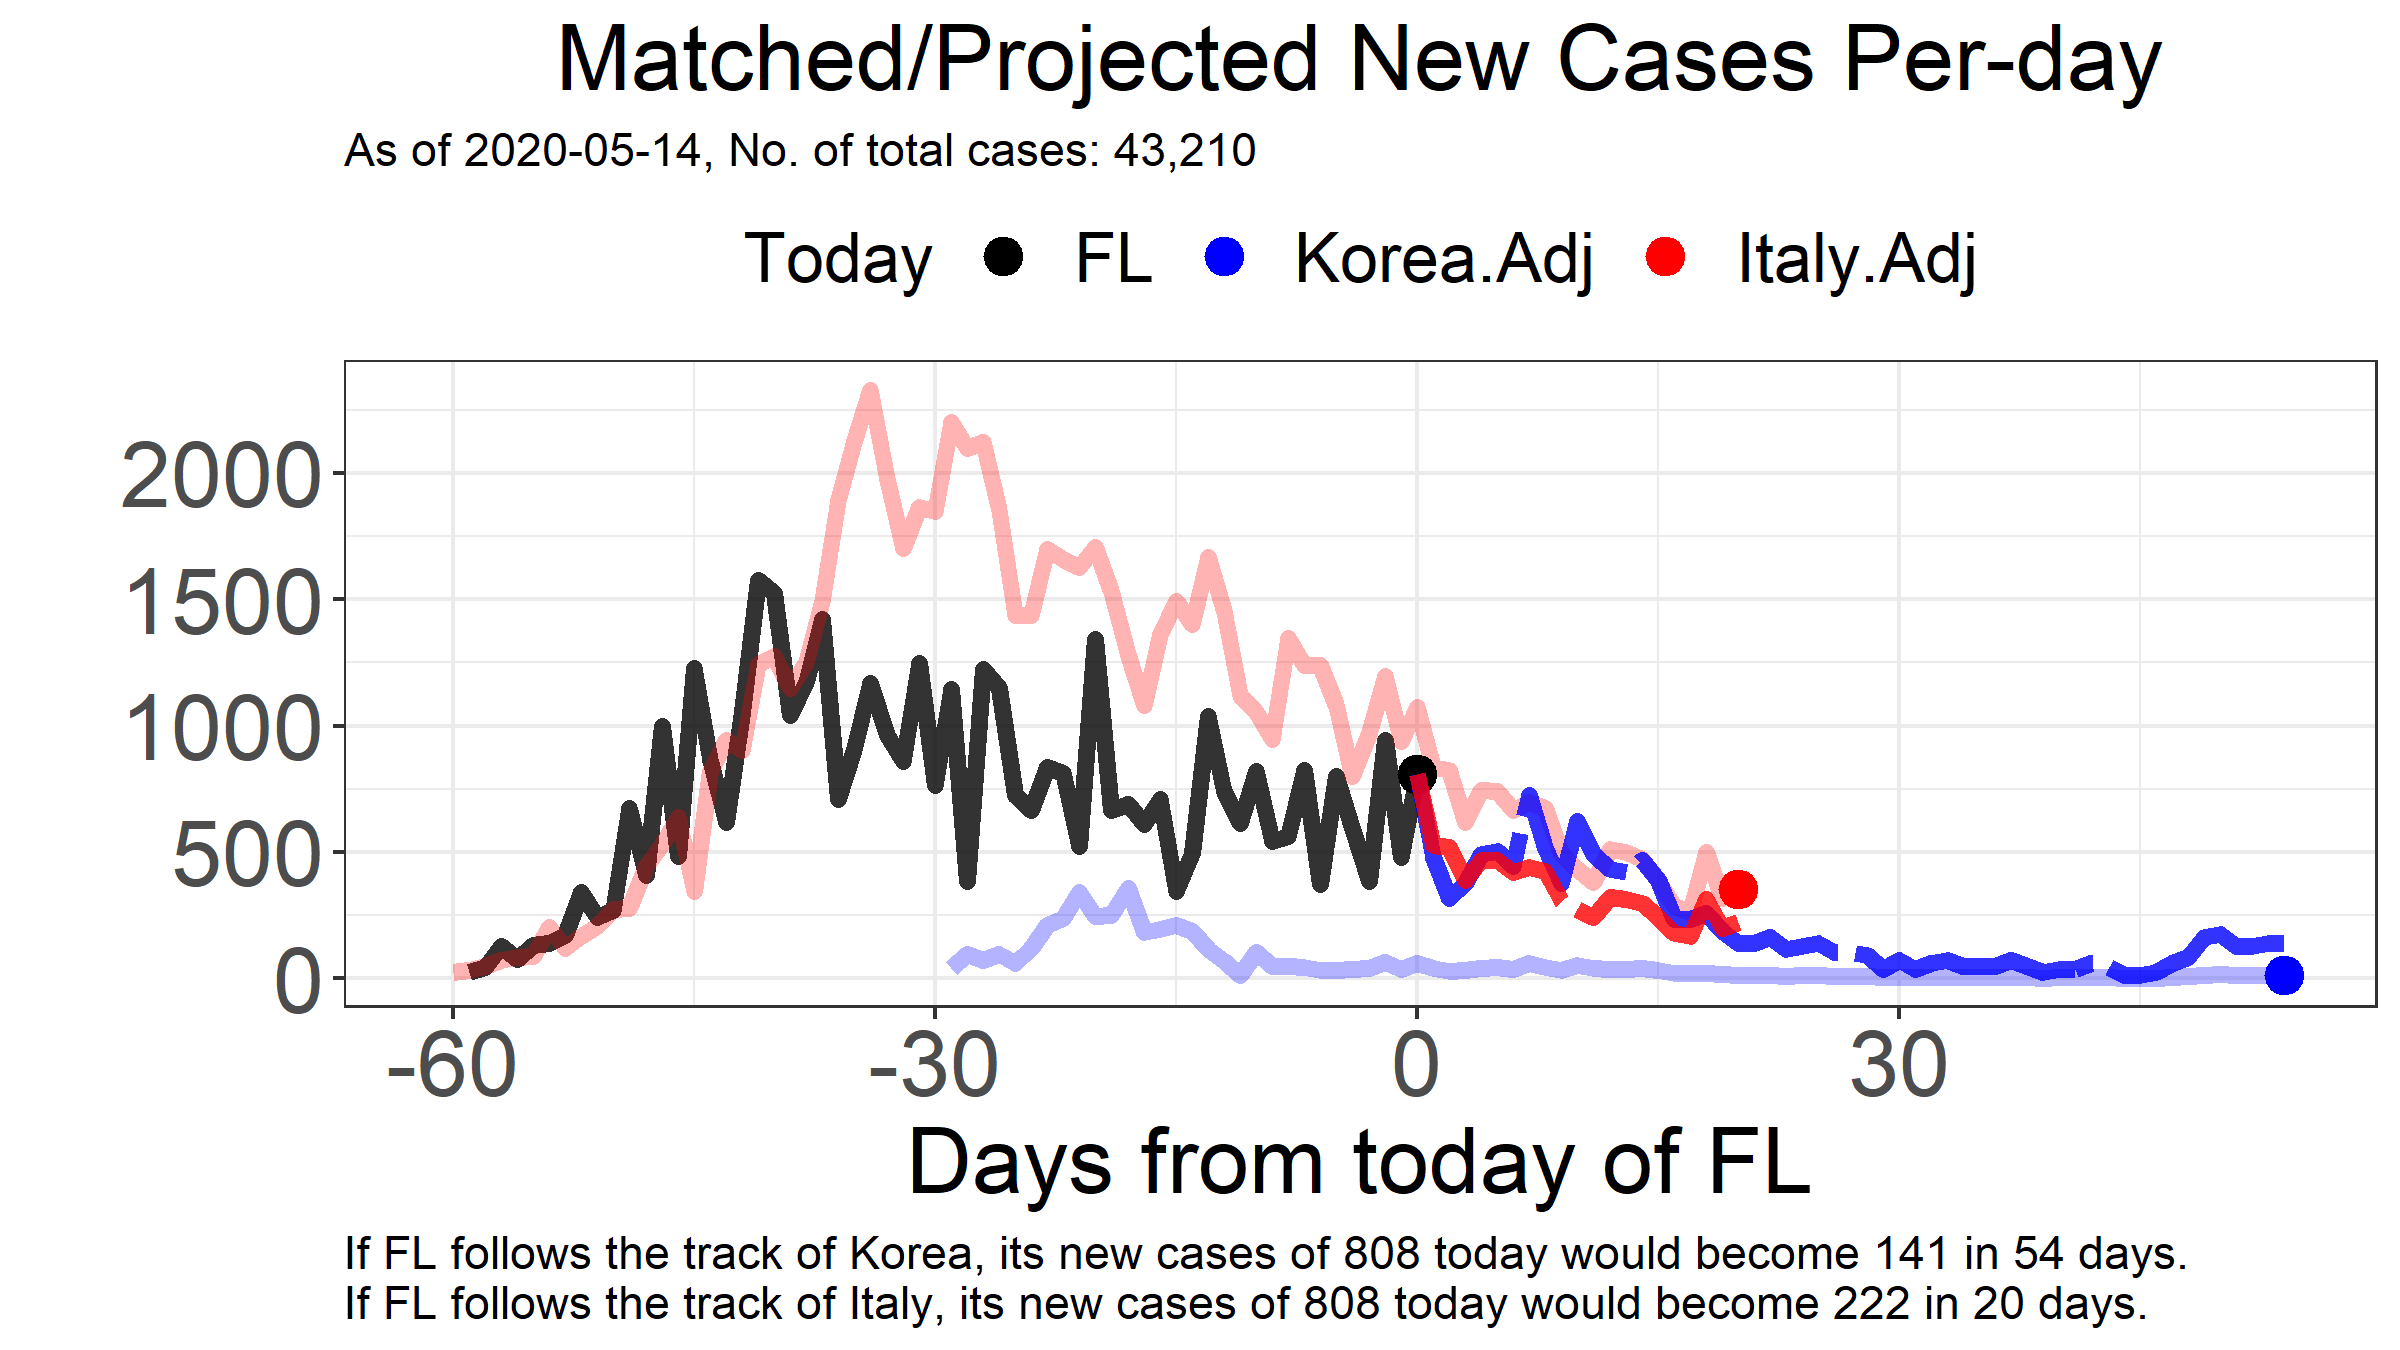 Matched/Projected New Cases Per-day
As of 2020-05-14, No. of total cases: 43,210
Today FL Korea.Adj Italy.Adj
2000
1500
1000
500
0
-60 -30 0 30
Days from today of FL
If FL follows the track of Korea, its new cases of 808 today would become 141 in 54 days.
If FL follows the track of Italy, its new cases of 808 today would become 222 in 20 days.